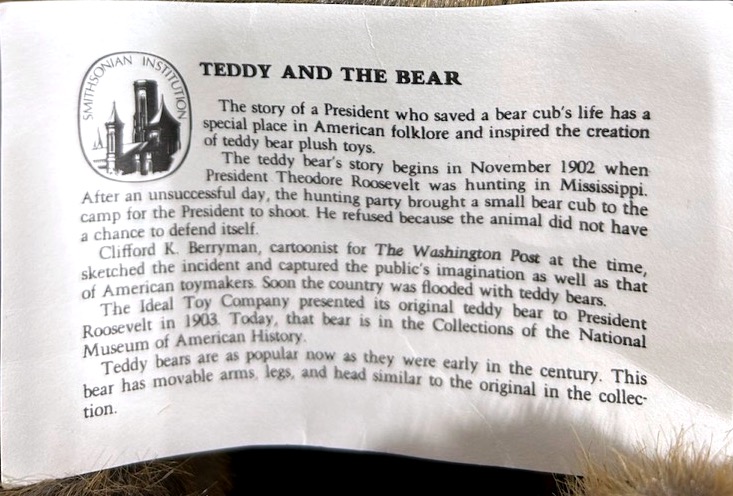 SMITHSONIAN INSTITUTION
TEDDY AND THE BEAR
The story of a President who saved a bear cub's life has a
special place in American folklore and inspired the creation
of teddy bear plush toys.
The teddy bear's story begins in November 1902 when
President Theodore Roosevelt was hunting in Mississippi.
After an unsuccessful day, the hunting party brought a small bear cub to the
camp for the President to shoot. He refused because the animal did not have
a chance to defend itself.
Clifford K. Berryman, cartoonist for The Washington Post at the time,
sketched the incident and captured the public's imagination as well as that
of American toymakers. Soon the country was flooded with teddy bears.
The Ideal Toy Company presented its original teddy bear to President
Roosevelt in 1903. Today, that bear is in the Collections of the National
Museum of American History.
Teddy bears are as popular now as they were early in the century. This
bear has movable arms, legs, and head similar to the original in the collec-
tion.